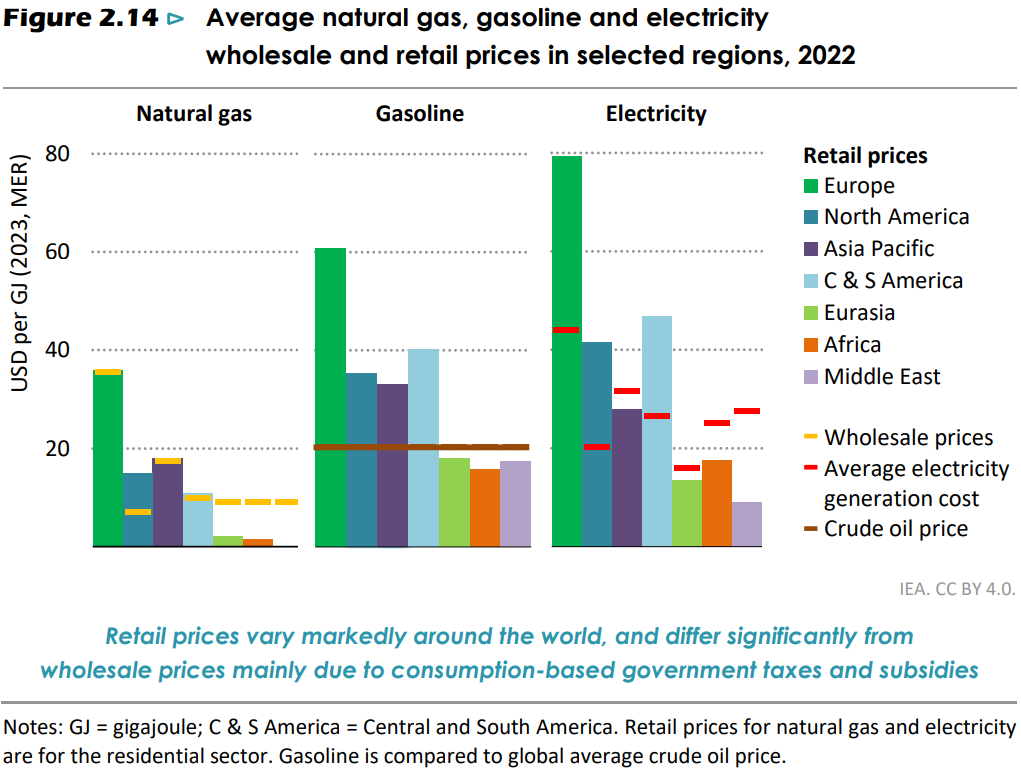 Figure 2.14 ▷ Average natural gas, gasoline and electricity
wholesale and retail prices in selected regions, 2022
Natural gas
Gasoline
Electricity
USD per GJ (2023, MER)
80
60
40
20
Retail prices
Europe
North America
Asia Pacific
C & S America
Eurasia
Africa
Middle East
Wholesale prices
Average electricity
generation cost
Crude oil price
IEA. CC BY 4.0.
Retail prices vary markedly around the world, and differ significantly from
wholesale prices mainly due to consumption-based government taxes and subsidies
Notes: GJ = gigajoule; C & S America = Central and South America. Retail prices for natural gas and electricity
are for the residential sector. Gasoline is compared to global average crude oil price.